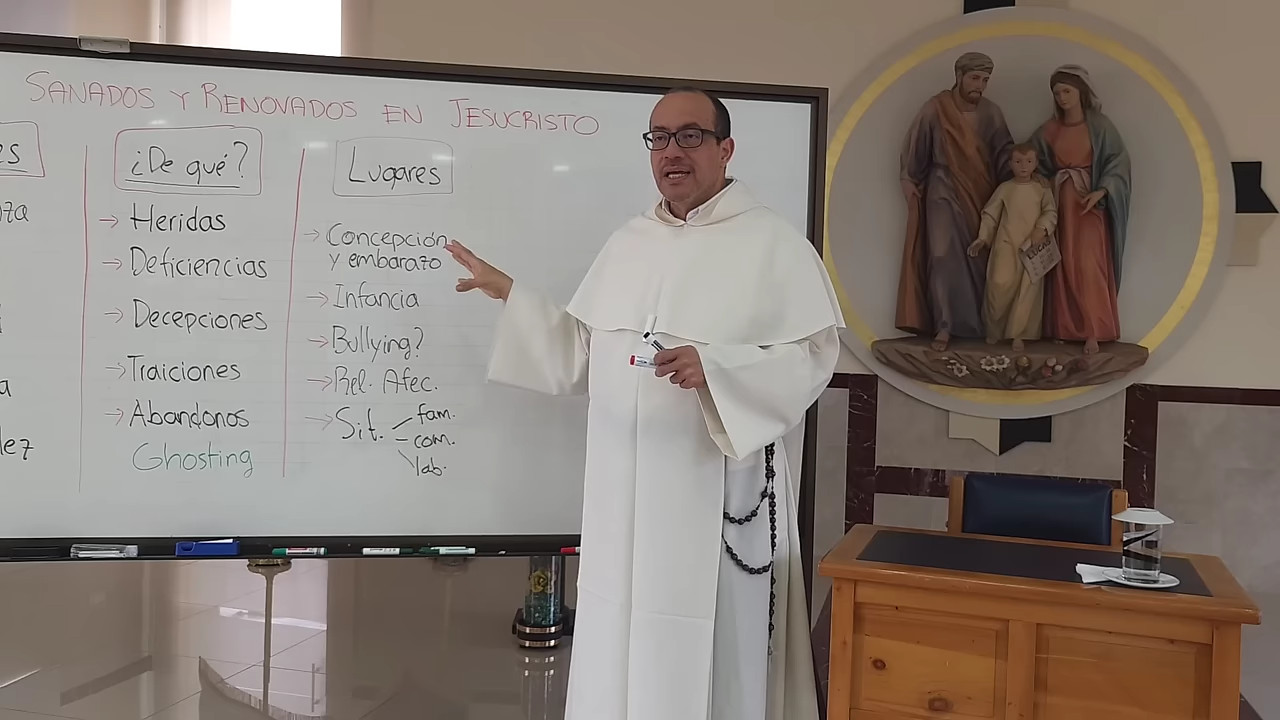 SANADOS Y RENOVADOS EN JESUCRISTO
¿De qué?
→ Heridas
→ Deficiencias
→ Decepciones
→ Traiciones
→ Abandonos
Ghosting
Lugares
→ Concepción
y embarazo
→ Infancia
→ Bullying?
→ Rel. Afec.
→ Sit. fam.
com.
lab.